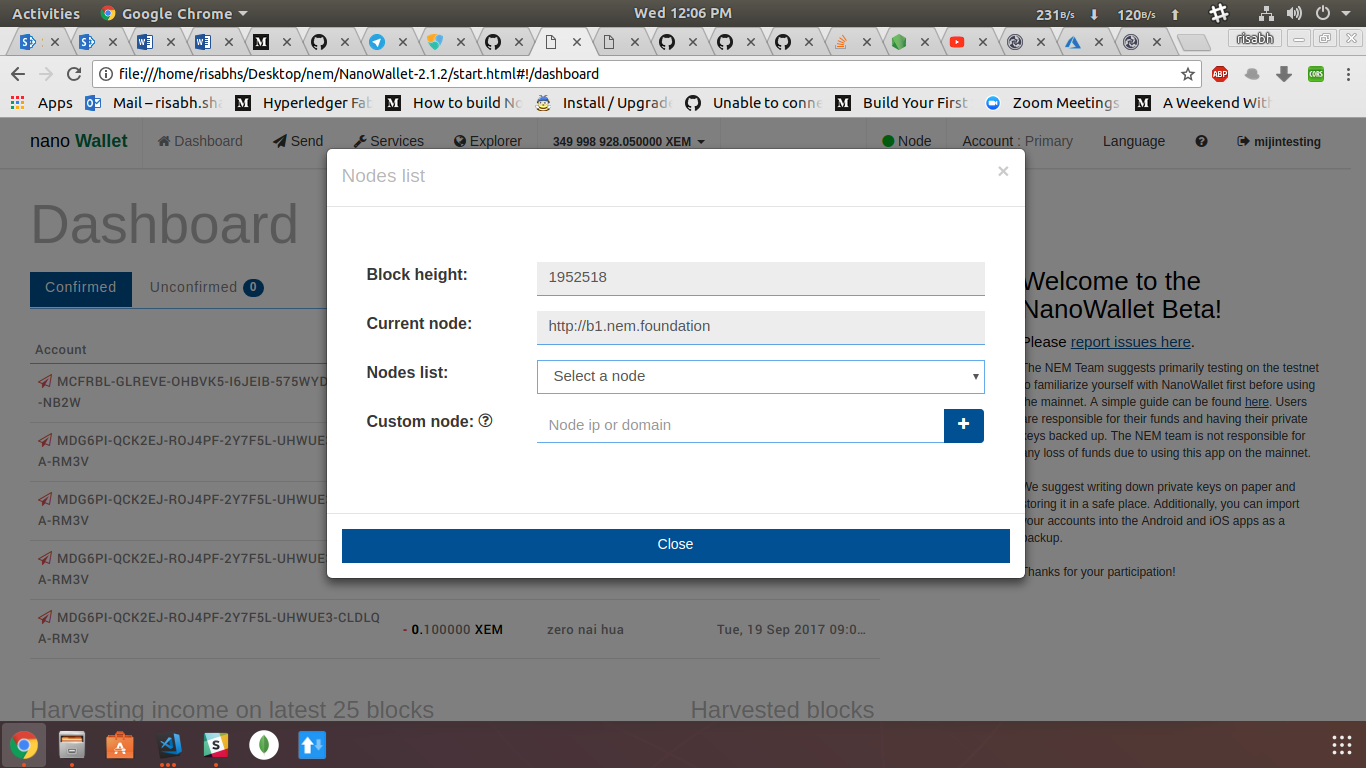 Activities
Google Chrome
Wed 12:06 PM
231B/s
120B/s
risabh
file:///home/risabhs/Desktop/nem/NanoWallet-2.1.2/start.html#!/dashboard
ABP
CORS
Apps
Mail – risabh.sha
Hyperledger Fab
How to build No
Install / Upgrade
Unable to conne
Build Your First
Zoom Meetings
A Weekend With
nano Wallet
Dashboard
Send
Services
Explorer
349 998 928.050000 XEM
Node
Account : Primary
Language
mijintesting
Nodes list
×
Block height:
1952518
Current node:
http://b1.nem.foundation
Nodes list:
Select a node
Custom node:
Node ip or domain
+
Close
Dashboard
Confirmed
Unconfirmed 0
Account
MCFRBL-GLREVE-OHBVK5-I6JEIB-575WYD
-NB2W
MDG6PI-QCK2EJ-ROJ4PF-2Y7F5L-UHWUE
A-RM3V
MDG6PI-QCK2EJ-ROJ4PF-2Y7F5L-UHWUE
A-RM3V
MDG6PI-QCK2EJ-ROJ4PF-2Y7F5L-UHWUE
A-RM3V
MDG6PI-QCK2EJ-ROJ4PF-2Y7F5L-UHWUE3-CLDLQ
A-RM3V
- 0.100000 XEM
zero nai hua
Tue, 19 Sep 2017 09:0...
Harvesting income on latest 25 blocks
Harvested blocks
Welcome to the
NanoWallet Beta!
Please report issues here.
The NEM Team suggests primarily testing on the testnet
to familiarize yourself with NanoWallet first before using
the mainnet. A simple guide can be found here. Users
are responsible for their funds and having their private
keys backed up. The NEM team is not responsible for
any loss of funds due to using this app on the mainnet.
We suggest writing down private keys on paper and
storing it in a safe place. Additionally, you can import
your accounts into the Android and iOS apps as a
backup.
Thanks for your participation!